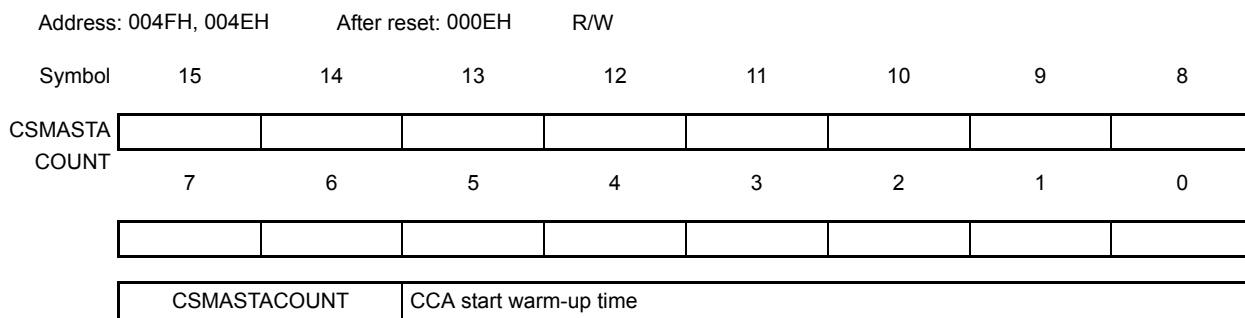 Address: 004FH, 004EH After reset: 000EH R/W
Symbol 15 14 13 12 11 10 9 8
CSMASTA
COUNT
7 6 5 4 3 2 1 0
CSMASTACOUNT CCA start warm-up time